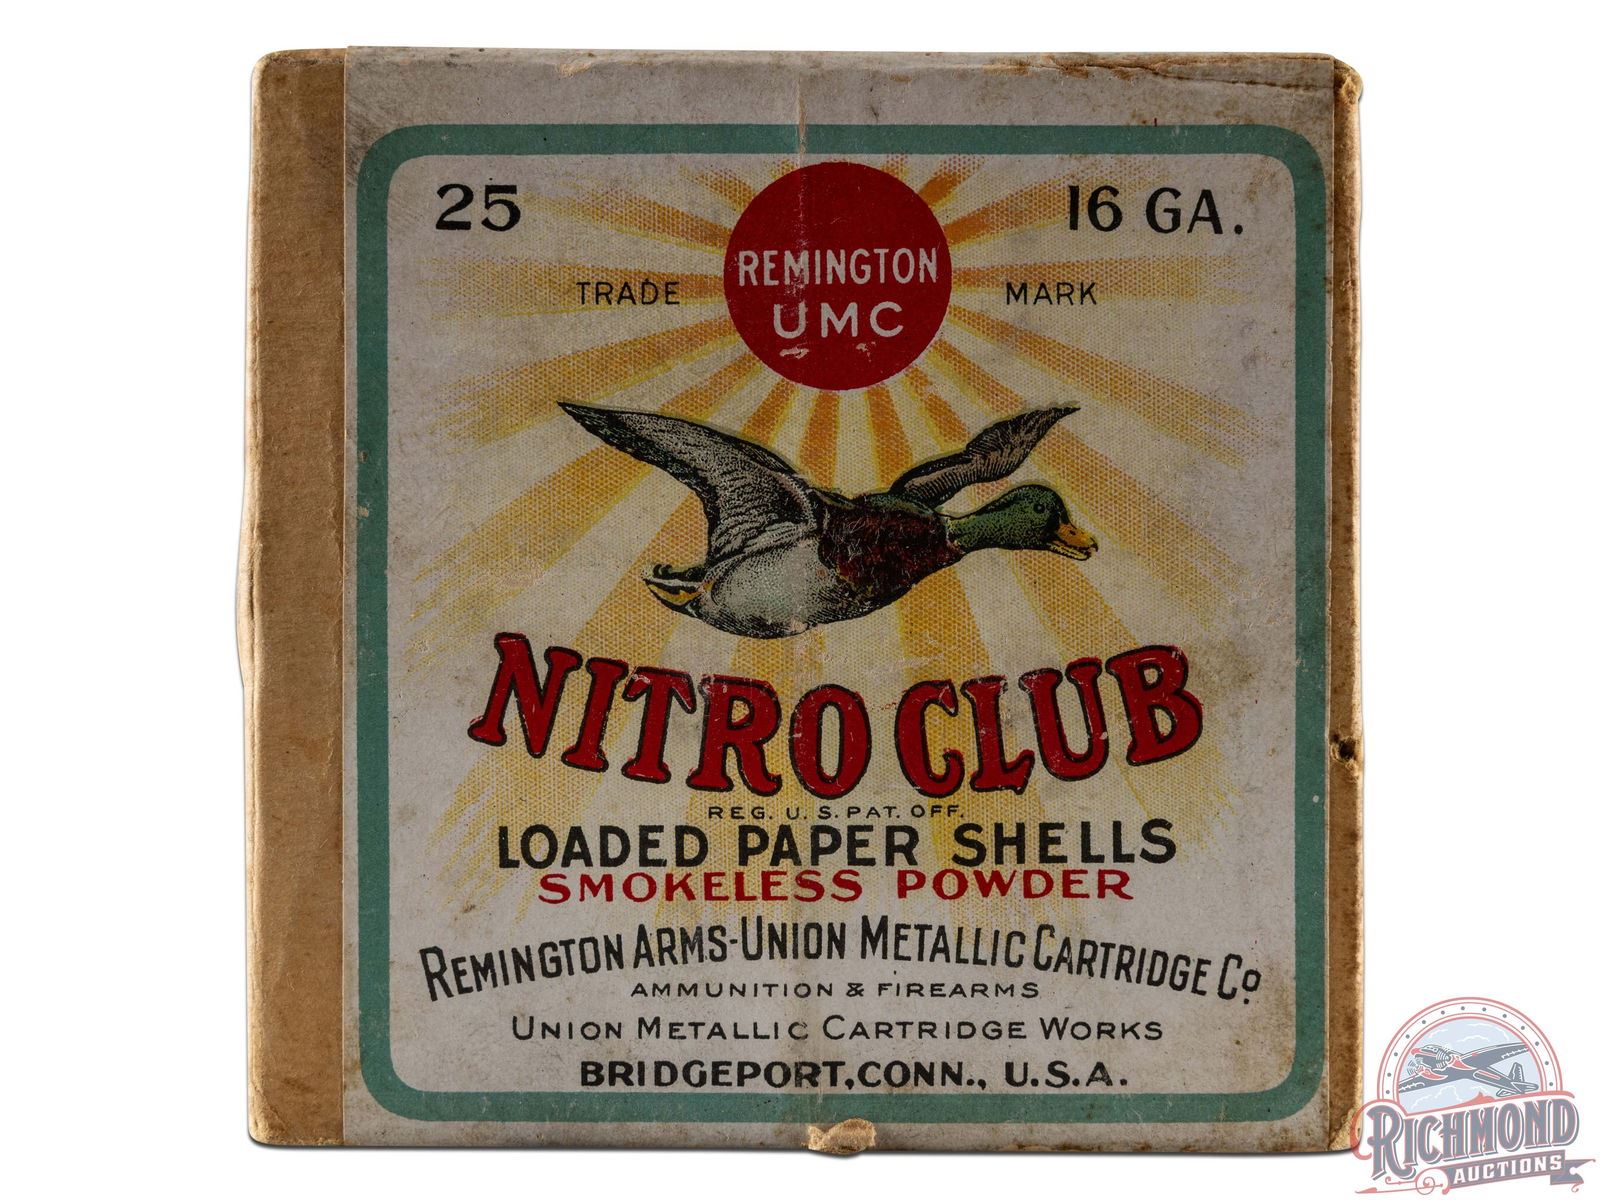 25
16 GA.
TRADE MARK
REMINGTON
UMC
NITRO CLUB
REG. U. S. PAT. OFF.
LOADED PAPER SHELLS
SMOKELESS POWDER
REMINGTON ARMS-UNION METALLIC CARTRIDGE CO.
AMMUNITION & FIREARMS
UNION METALLIC CARTRIDGE WORKS
BRIDGEPORT, CONN., U.S.A.
RICHMOND
AUCTIONS